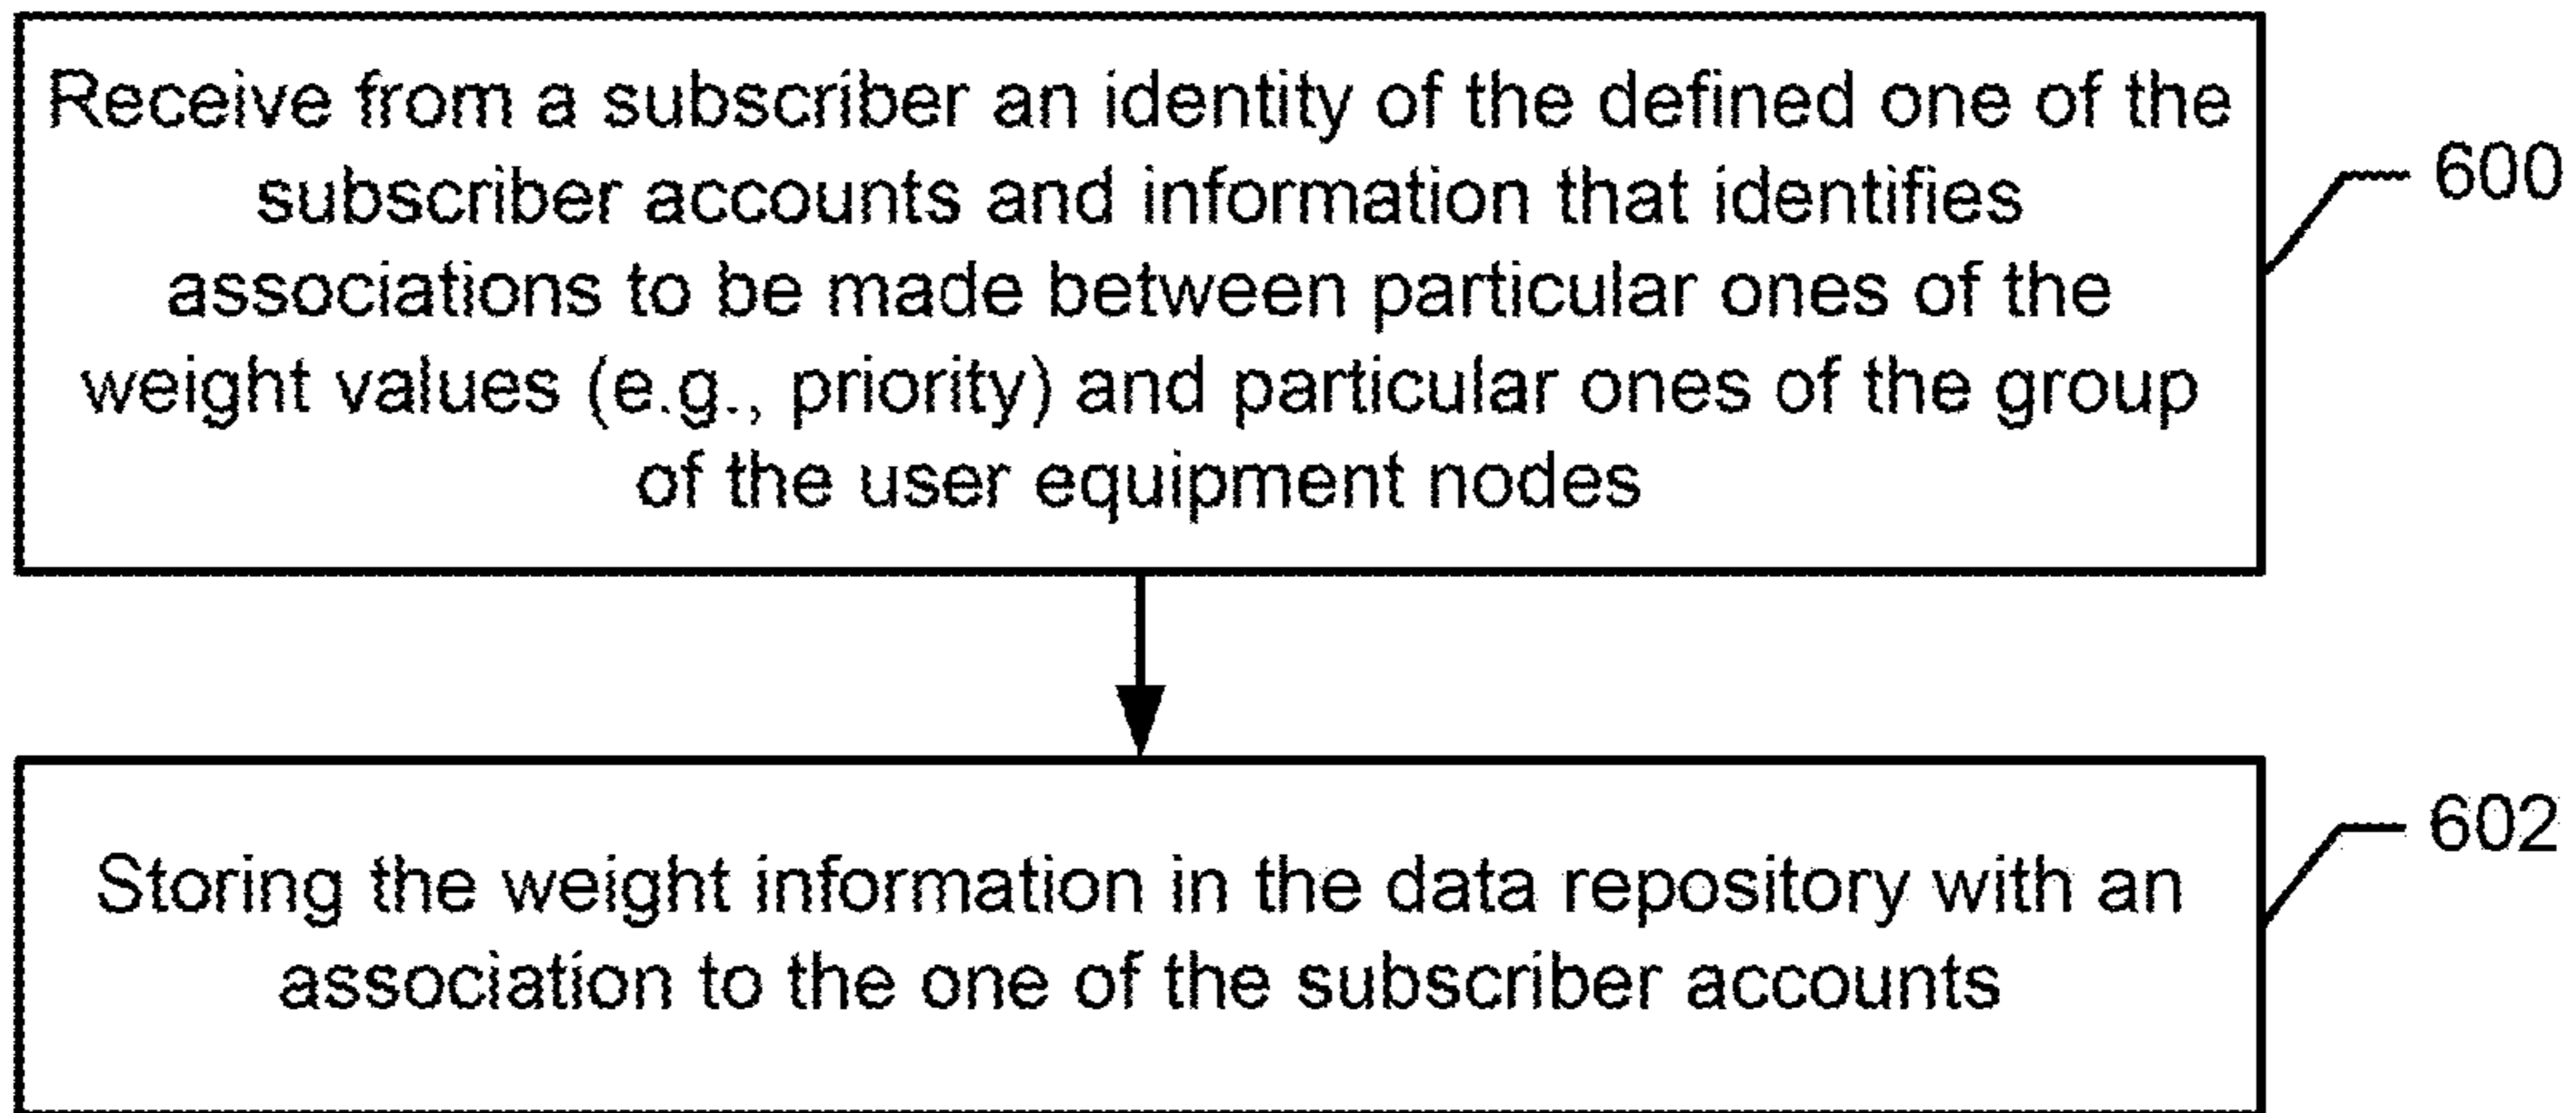 Receive from a subscriber an identity of the defined one of the
subscriber accounts and information that identifies
associations to be made between particular ones of the
weight values (e.g., priority) and particular ones of the group
of the user equipment nodes
600
Storing the weight information in the data repository with an
association to the one of the subscriber accounts
602